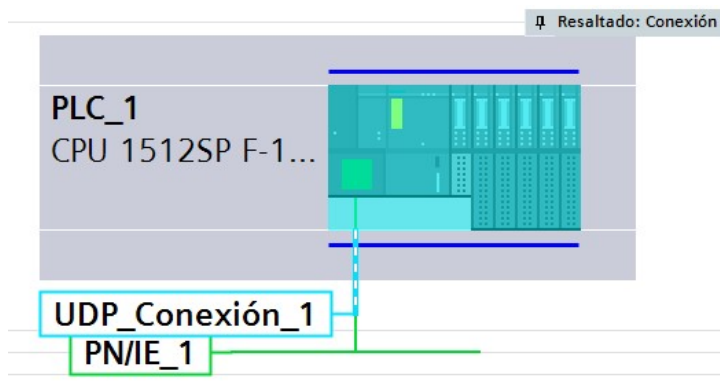 Resaltado: Conexión
PLC_1
CPU 1512SP F-1...
UDP_Conexión_1
PN/IE_1